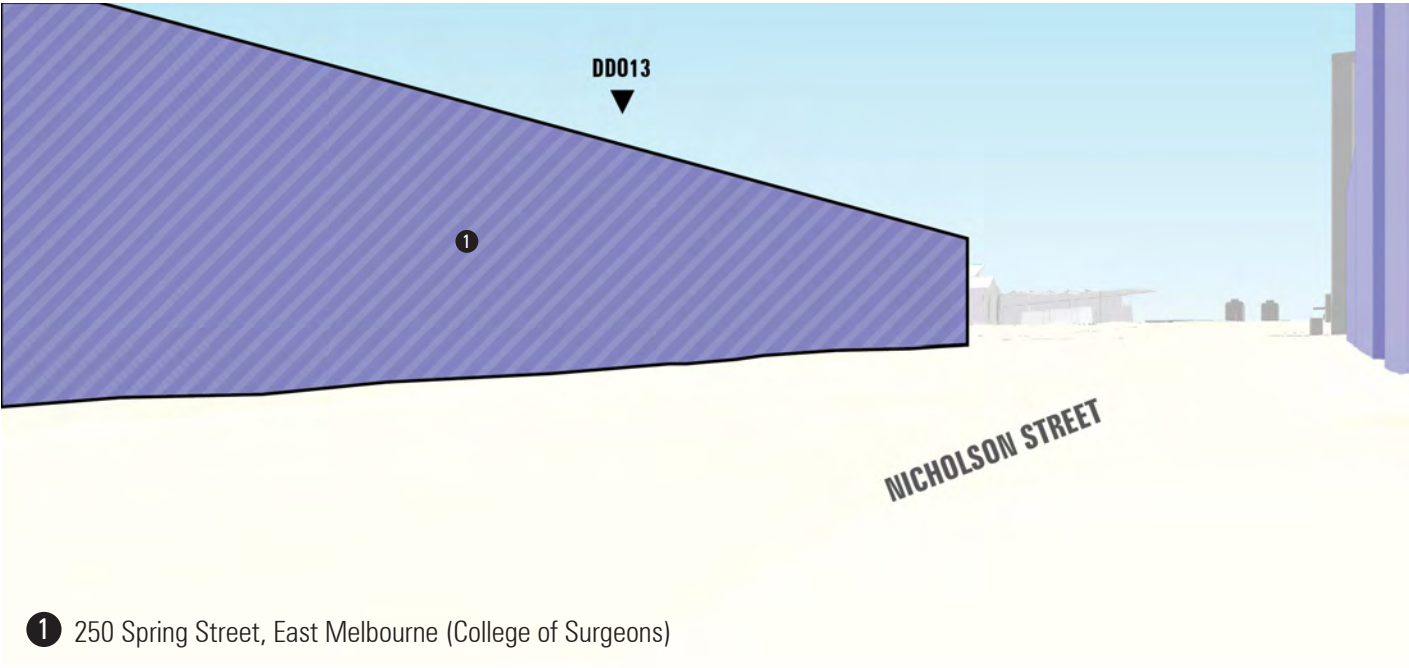 DDO13
1
NICHOLSON STREET
1 250 Spring Street, East Melbourne (College of Surgeons)